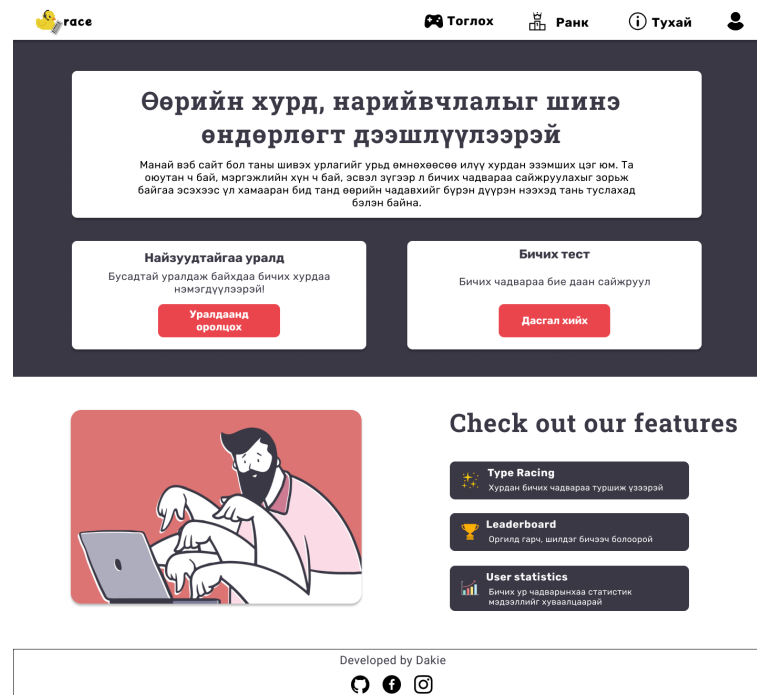 race
Тоглох
Ранк
Тухай
Өөрийн хурд, нарийвчлалыг шинэ
өндөрлөгт дээшлүүлээрэй
Манай вэб сайт бол таны шивэх урлагийг урьд өмнөхөөсөө илүү хурдан эзэмших цэг юм. Та
оюутан ч бай, мэргэжлийн хүн ч бай, эсвэл зүгээр л бичих чадвараа сайжруулахыг зорьж
байгаа эсэхээс үл хамааран бид танд өөрийн чадавхийг бүрэн дүүрэн нээхэд тань туслахад
бэлэн байна.
Найзуудтайгаа уралд
Бусадтай уралдаж байхдаа бичих хурдаа
нэмэгдүүлээрэй!
Уралдаанд
оролцох
Бичих тест
Бичих чадвараа бие даан сайжруул
Дасгал хийх
Check out our features
Type Racing
Хурдан бичих чадвараа туршиж үзээрэй
Leaderboard
Оргилд гарч, шилдэг бичээч болоорой
User statistics
Бичих ур чадварынхаа статистик
мэдээллийг хуваалцаарай
Developed by Dakie